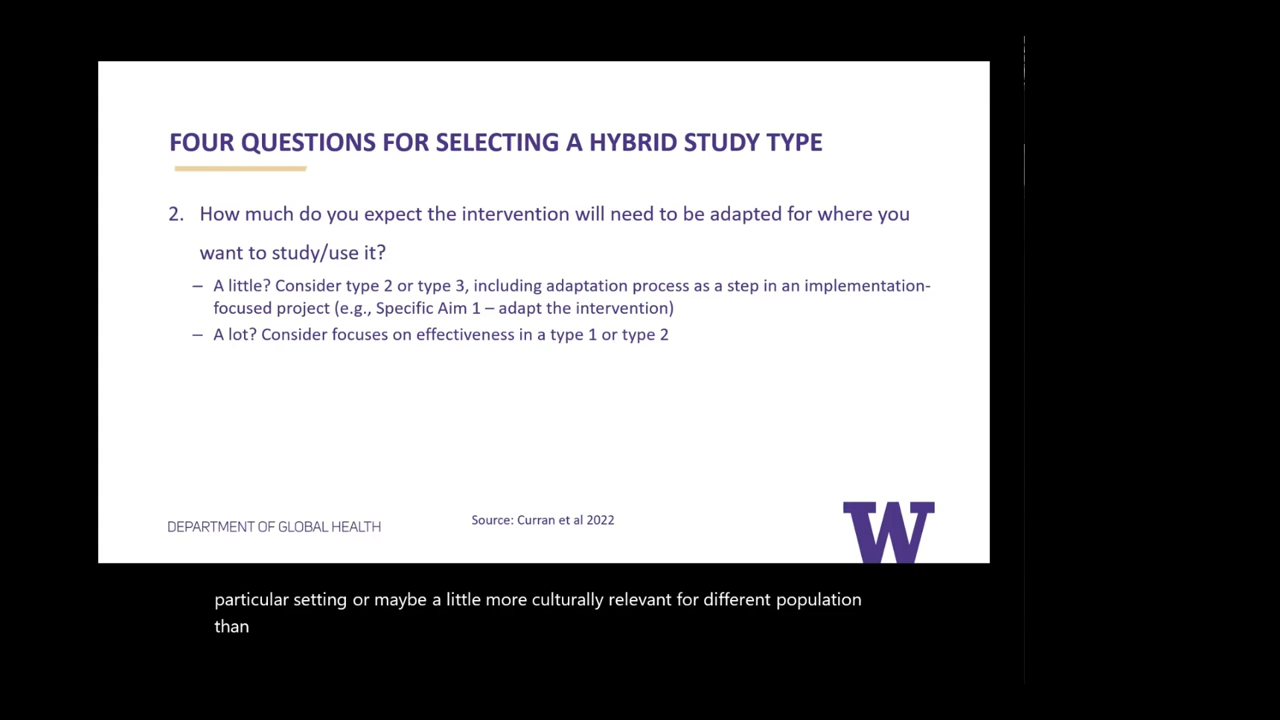 FOUR QUESTIONS FOR SELECTING A HYBRID STUDY TYPE
2. How much do you expect the intervention will need to be adapted for where you
want to study/use it?
– A little? Consider type 2 or type 3, including adaptation process as a step in an implementation-
focused project (e.g., Specific Aim 1 – adapt the intervention)
– A lot? Consider focuses on effectiveness in a type 1 or type 2
DEPARTMENT OF GLOBAL HEALTH
Source: Curran et al 2022
W
particular setting or maybe a little more culturally relevant for different population
than